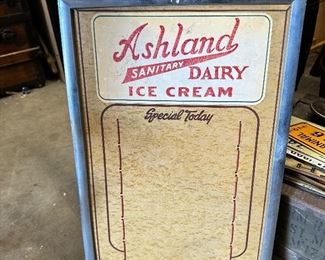 Ashland
SANITARY DAIRY
ICE CREAM
Special Today